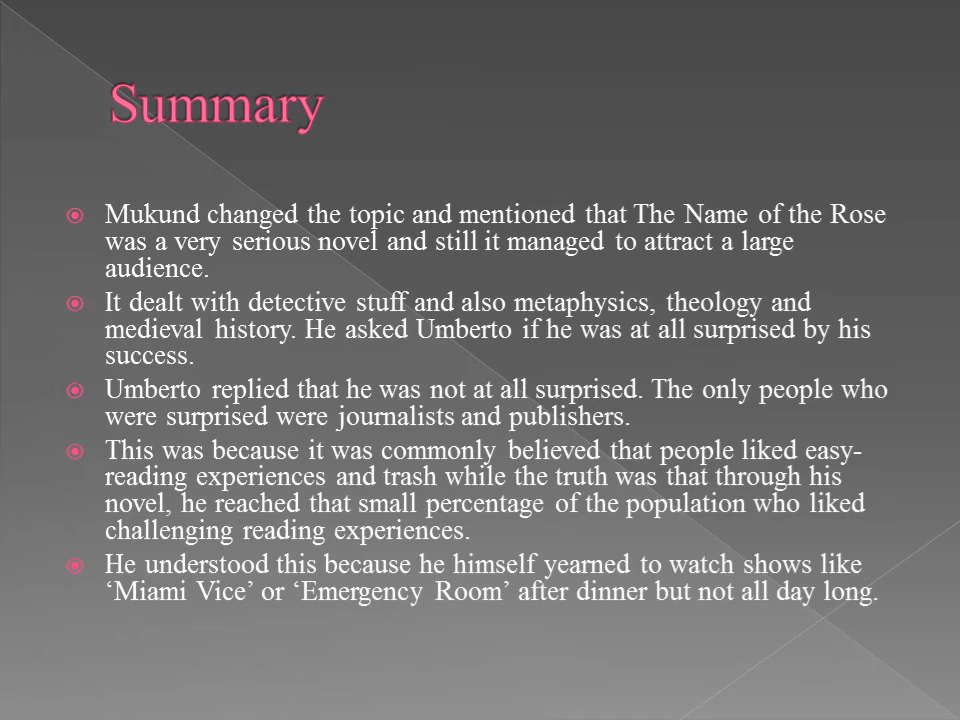 Summary
Mukund changed the topic and mentioned that The Name of the Rose
was a very serious novel and still it managed to attract a large
audience.
It dealt with detective stuff and also metaphysics, theology and
medieval history. He asked Umberto if he was at all surprised by his
success.
Umberto replied that he was not at all surprised. The only people who
were surprised were journalists and publishers.
This was because it was commonly believed that people liked easy-
reading experiences and trash while the truth was that through his
novel, he reached that small percentage of the population who liked
challenging reading experiences.
He understood this because he himself yearned to watch shows like
‘Miami Vice’ or ‘Emergency Room’ after dinner but not all day long.